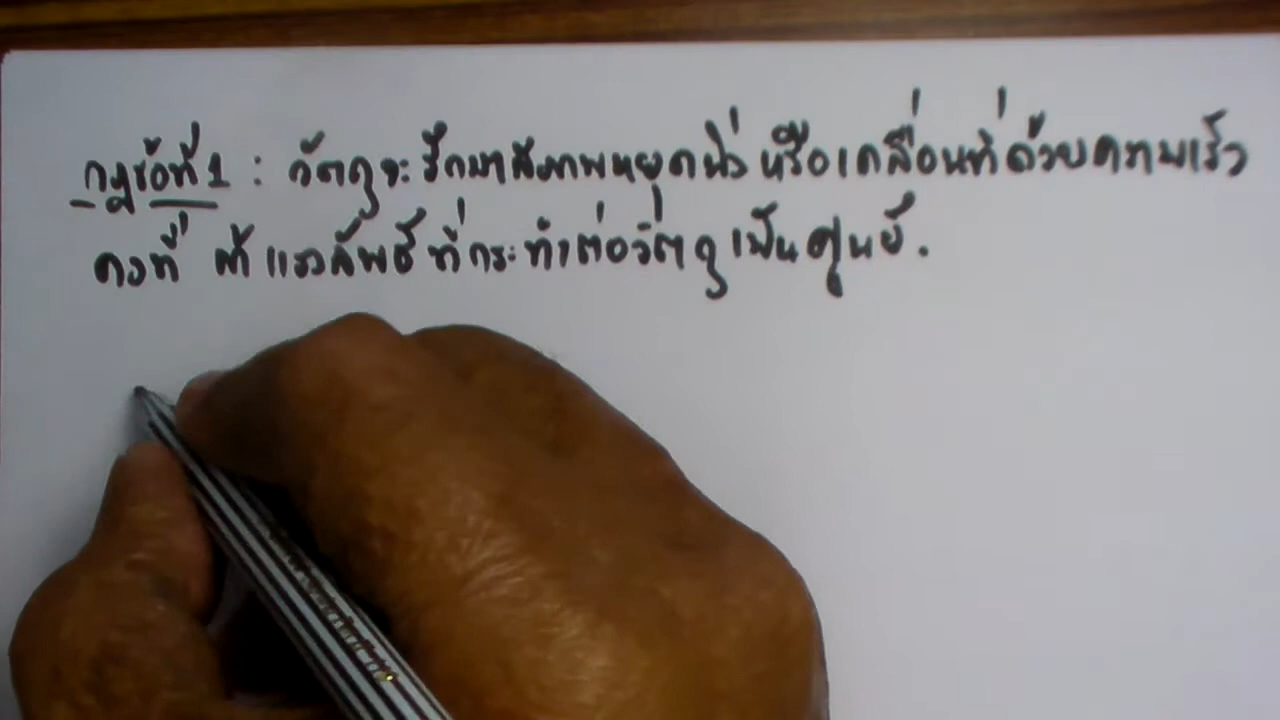 กฎข้อที่ 1 : วัตถุจะรักษาสภาพหยุดนิ่ง หรือเคลื่อนที่ด้วยความเร็ว
คงที่ ถ้าแรงลัพธ์ที่กระทำต่อวัตถุเป็นศูนย์.